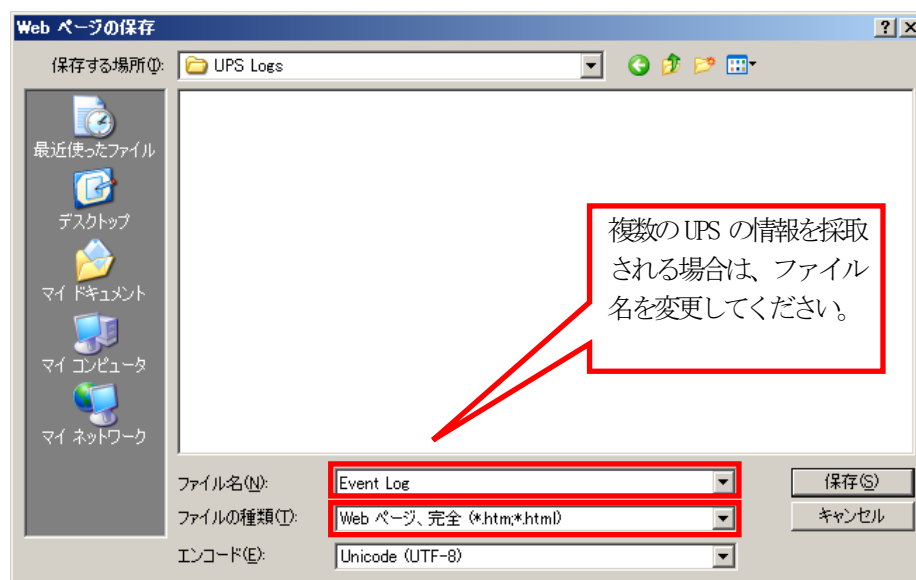 Web ページの保存
保存する場所(I):
UPS Logs
最近使ったファイル
デスクトップ
マイ ドキュメント
マイ コンピュータ
マイ ネットワーク
複数の UPS の情報を採取
される場合は、ファイル
名を変更してください。
ファイル名(N):
Event Log
保存(S)
ファイルの種類(T):
Web ページ、完全 (*.htm;*.html)
キャンセル
エンコード(E):
Unicode (UTF-8)